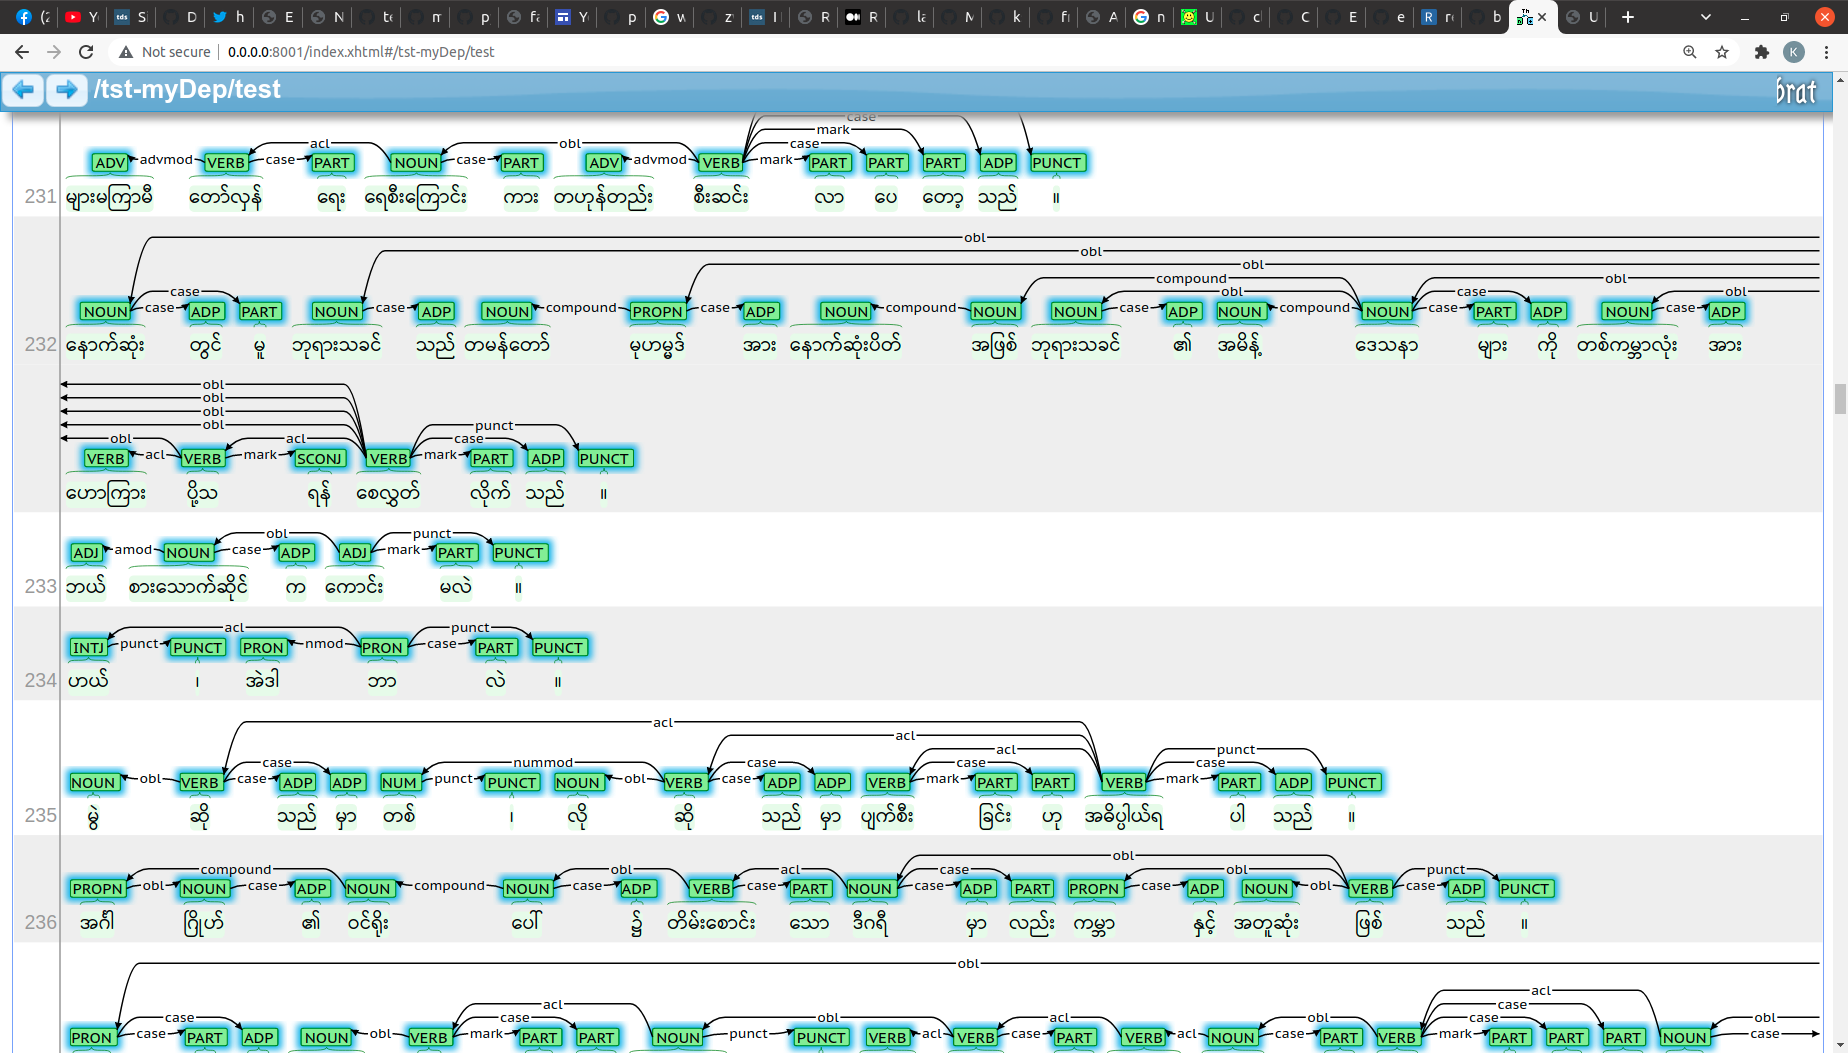 Not secure 0.0.0.0:8001/index.xhtml#/tst-myDep/test
/tst-myDep/test brat
case
mark
acl obl case
ADV advmod VERB case PART NOUN case PART ADV advmod VERB mark PART PART PART ADP PUNCT
231 များမကြာမီ တော်လှန် ရေး ရေစီးကြောင်း ကား တဟုန်တည်း စီးဆင်း လာ ပေ တော့ သည် ။
obl
obl
obl
compound obl
case obl case obl
NOUN case ADP PART NOUN case ADP NOUN compound PROPN case ADP NOUN compound NOUN NOUN case ADP NOUN compound NOUN case PART ADP NOUN case ADP
232 နောက်ဆုံး တွင် မူ ဘုရားသခင် သည် တမန်တော် မုဟမ္မဒ် အား နောက်ဆုံးပိတ် အဖြစ် ဘုရားသခင် ၏ အမိန့် ဒေသနာ များ ကို တစ်ကမ္ဘာလုံး အား
obl
obl
obl
obl punct
obl acl case
VERB acl VERB mark SCONJ VERB mark PART ADP PUNCT
ဟောကြား ပို့သ ရန် စေလွှတ် လိုက် သည် ။
obl punct
ADJ amod NOUN case ADP ADJ mark PART PUNCT
233 ဘယ် စားသောက်ဆိုင် က ကောင်း မလဲ ။
acl punct
INTJ punct PUNCT PRON nmod PRON case PART PUNCT
234 ဟယ် ၊ အဲဒါ ဘာ လဲ ။
acl
acl
acl punct
case nummod case case case
NOUN obl VERB case ADP ADP NUM punct PUNCT NOUN obl VERB case ADP ADP VERB mark PART PART VERB mark PART ADP PUNCT
235 မွဲ ဆို သည် မှာ တစ် ၊ လို ဆို သည် မှာ ပျက်စီး ခြင်း ဟု အဓိပ္ပါယ်ရ ပါ သည် ။
obl
compound obl acl case obl punct
PROPN obl NOUN case ADP NOUN compound NOUN case ADP VERB case PART NOUN case ADP PART PROPN case ADP NOUN obl VERB case ADP PUNCT
236 အင်္ဂါ ဂြိုဟ် ၏ ဝင်ရိုး ပေါ် ၌ တိမ်းစောင်း သော ဒီဂရီ မှာ လည်း ကမ္ဘာ နှင့် အတူဆုံး ဖြစ် သည် ။
obl
acl
acl case
case case obl acl obl case obl
PRON case PART ADP NOUN obl VERB mark PART PART NOUN punct PUNCT VERB acl VERB case PART VERB acl NOUN case PART VERB mark PART PART PART NOUN case